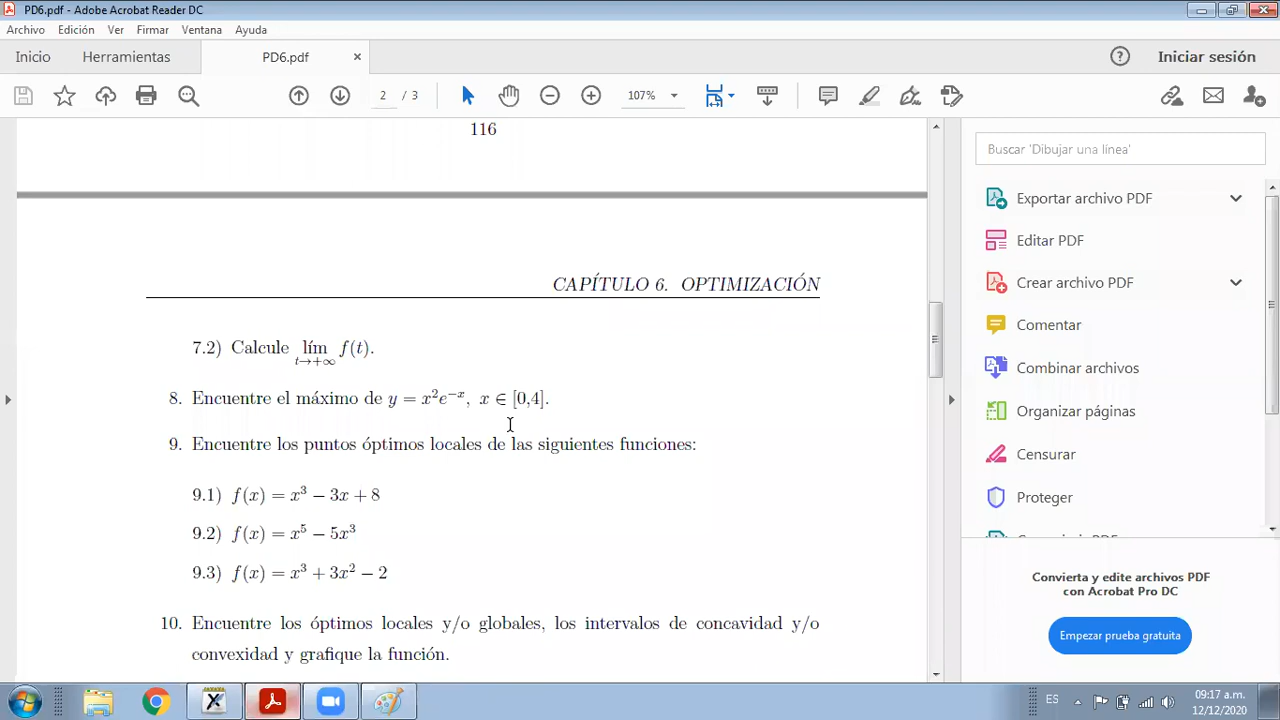 PD6.pdf - Adobe Acrobat Reader DC
Archivo Edición Ver Firmar Ventana Ayuda
Inicio Herramientas PD6.pdf × Iniciar sesión
2 / 3 107%
116
CAPÍTULO 6. OPTIMIZACIÓN
7.2) Calcule lím t→+∞ f(t).
8. Encuentre el máximo de y = x²e⁻ˣ, x ∈ [0,4].
9. Encuentre los puntos óptimos locales de las siguientes funciones:
9.1) f(x) = x³ − 3x + 8
9.2) f(x) = x⁵ − 5x³
9.3) f(x) = x³ + 3x² − 2
10. Encuentre los óptimos locales y/o globales, los intervalos de concavidad y/o
convexidad y grafique la función.
Buscar 'Dibujar una línea'
Exportar archivo PDF
Editar PDF
Crear archivo PDF
Comentar
Combinar archivos
Organizar páginas
Censurar
Proteger
Convierta y edite archivos PDF
con Acrobat Pro DC
Empezar prueba gratuita
ES
09:17 a.m.
12/12/2020